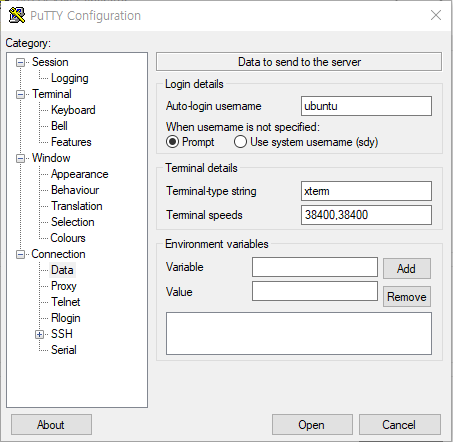 PuTTY Configuration
Category:
Session
Logging
Terminal
Keyboard
Bell
Features
Window
Appearance
Behaviour
Translation
Selection
Colours
Connection
Data
Proxy
Telnet
Rlogin
SSH
Serial
Data to send to the server
Login details
Auto-login username ubuntu
When username is not specified:
Prompt Use system username (sdy)
Terminal details
Terminal-type string xterm
Terminal speeds 38400,38400
Environment variables
Variable Add
Value Remove
About Open Cancel